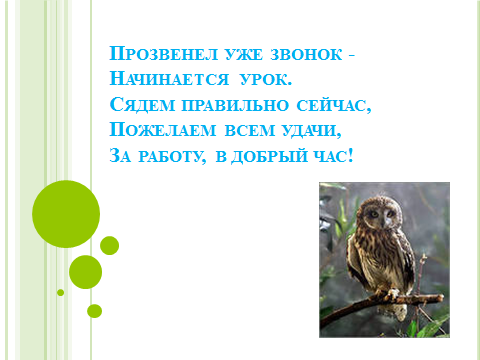 Прозвенел уже звонок -
Начинается урок.
Сядем правильно сейчас,
Пожелаем всем удачи,
За работу, в добрый час!